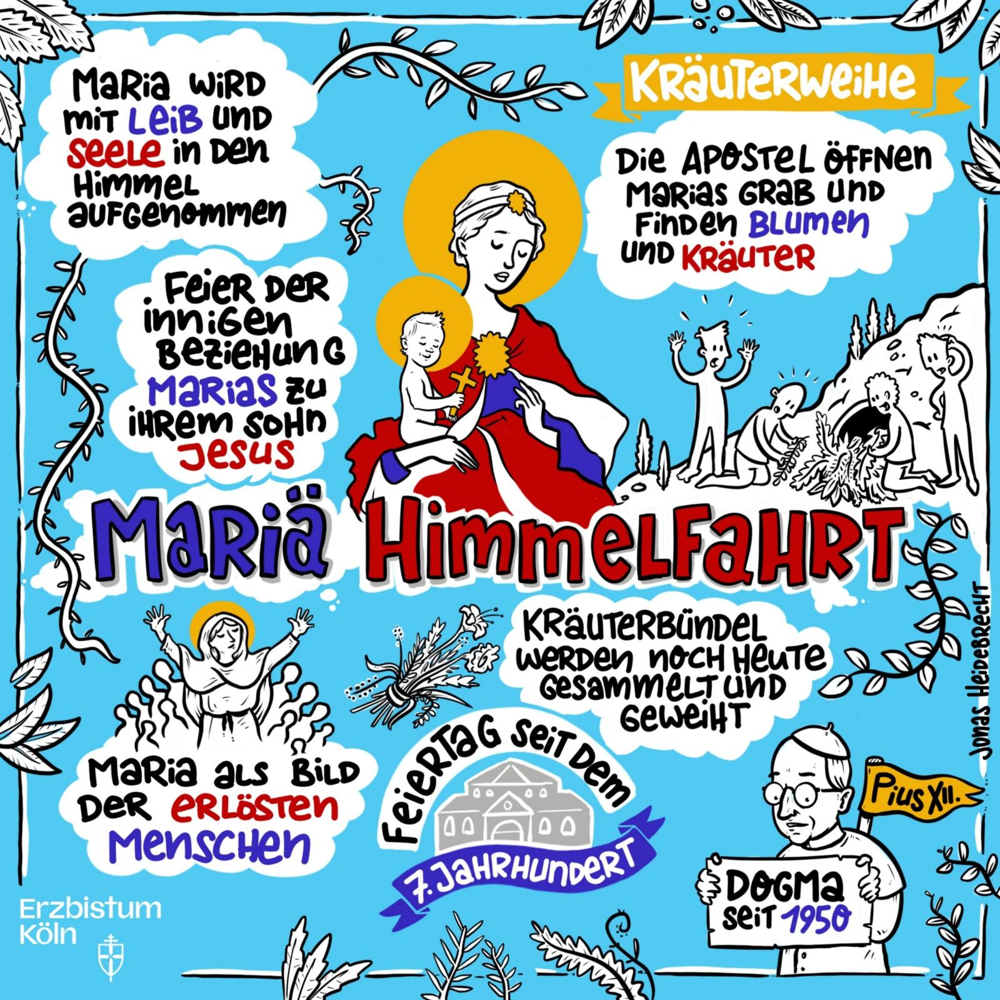 Maria wird
mit Leib und
Seele in den
Himmel
aufgenommen
Kräuterweihe
Die Apostel öffnen
Marias Grab und
finden Blumen
und Kräuter
Feier der
innigen
Beziehung
Marias zu
ihrem Sohn
Jesus
Mariä Himmelfahrt
Kräuterbündel
werden noch heute
gesammelt und
geweiht
Maria als Bild
der erlösten
Menschen
Feiertag seit dem
7. Jahrhundert
Pius XII.
Dogma
seit 1950
Jonas Heidebrecht
Erzbistum
Köln